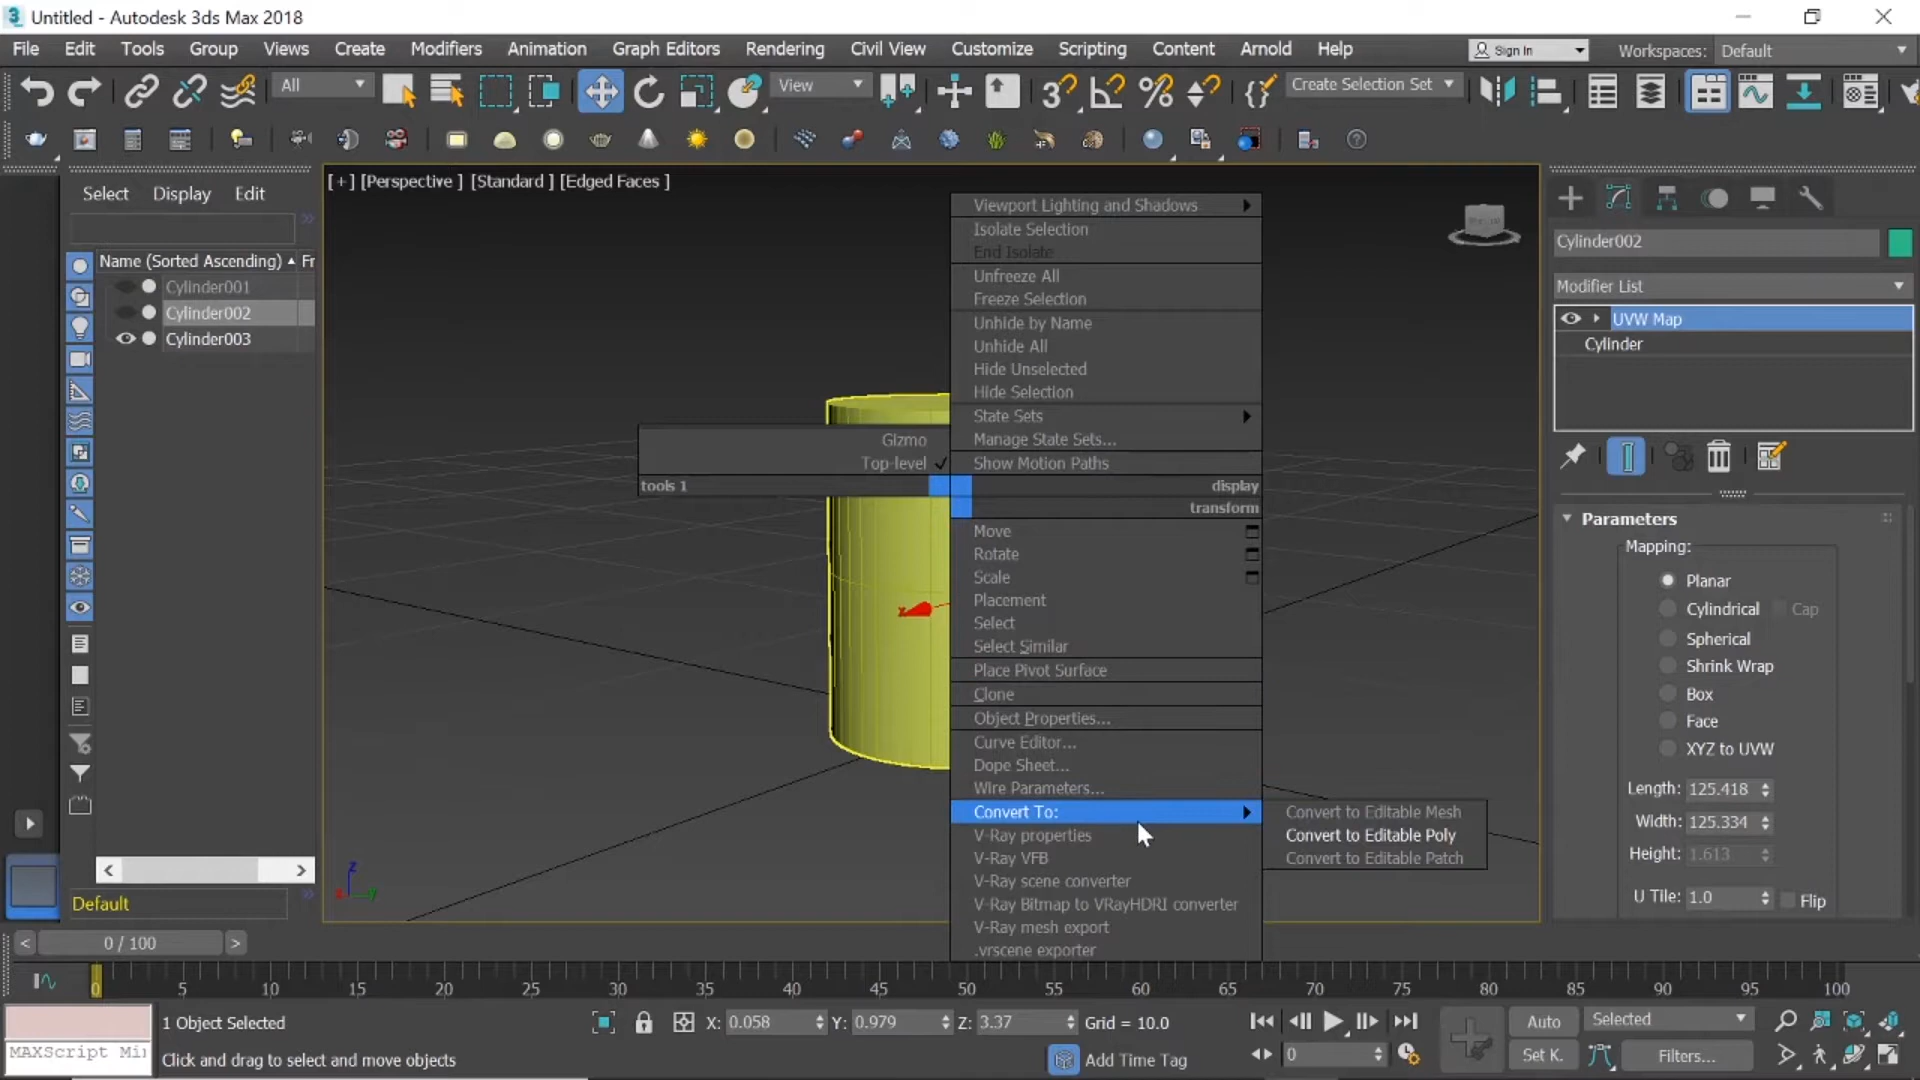 Untitled - Autodesk 3ds Max 2018
File Edit Tools Group Views Create Modifiers Animation Graph Editors Rendering Civil View Customize Scripting Content Arnold Help Sign In Workspaces: Default
All View Create Selection Set
Select Display Edit
Name (Sorted Ascending) Fr
Cylinder001
Cylinder002
Cylinder003
Default
[+] [Perspective ] [Standard ] [Edged Faces ]
Viewport Lighting and Shadows
Isolate Selection
End Isolate
Unfreeze All
Freeze Selection
Unhide by Name
Unhide All
Hide Unselected
Hide Selection
State Sets
Manage State Sets...
Show Motion Paths
Gizmo
Top-level
tools 1
display
transform
Move
Rotate
Scale
Placement
Select
Select Similar
Place Pivot Surface
Clone
Object Properties...
Curve Editor...
Dope Sheet...
Wire Parameters...
Convert To:
V-Ray properties
V-Ray VFB
V-Ray scene converter
V-Ray Bitmap to VRayHDRI converter
V-Ray mesh export
.vrscene exporter
Convert to Editable Mesh
Convert to Editable Poly
Convert to Editable Patch
x
z
x
y
Cylinder002
Modifier List
UVW Map
Cylinder
Parameters
Mapping:
Planar
Cylindrical Cap
Spherical
Shrink Wrap
Box
Face
XYZ to UVW
Length: 125.418
Width: 125.334
Height: 1.613
U Tile: 1.0 Flip
< 0 / 100 >
0 5 10 15 20 25 30 35 40 45 50 55 60 65 70 75 80 85 90 95 100
1 Object Selected X: 0.058 Y: 0.979 Z: 3.37 Grid = 10.0 Auto Selected
MAXScript Mi Click and drag to select and move objects Add Time Tag 0 Set K. Filters...